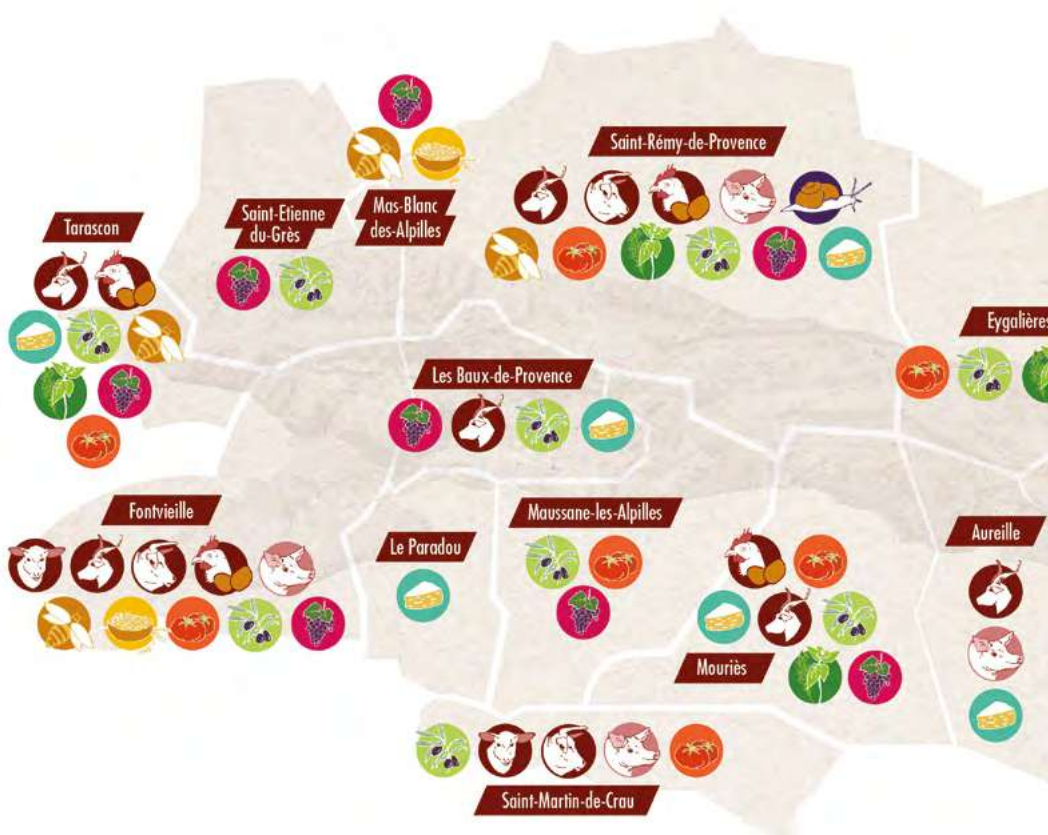 Saint-Rémy-de-Provence
Mas-Blanc
des-Alpilles
Saint-Etienne
du-Grès
Tarascon
Eygalières
Les Baux-de-Provence
Fontvieille
Maussane-les-Alpilles
Le Paradou
Aureille
Mouriès
Saint-Martin-de-Crau